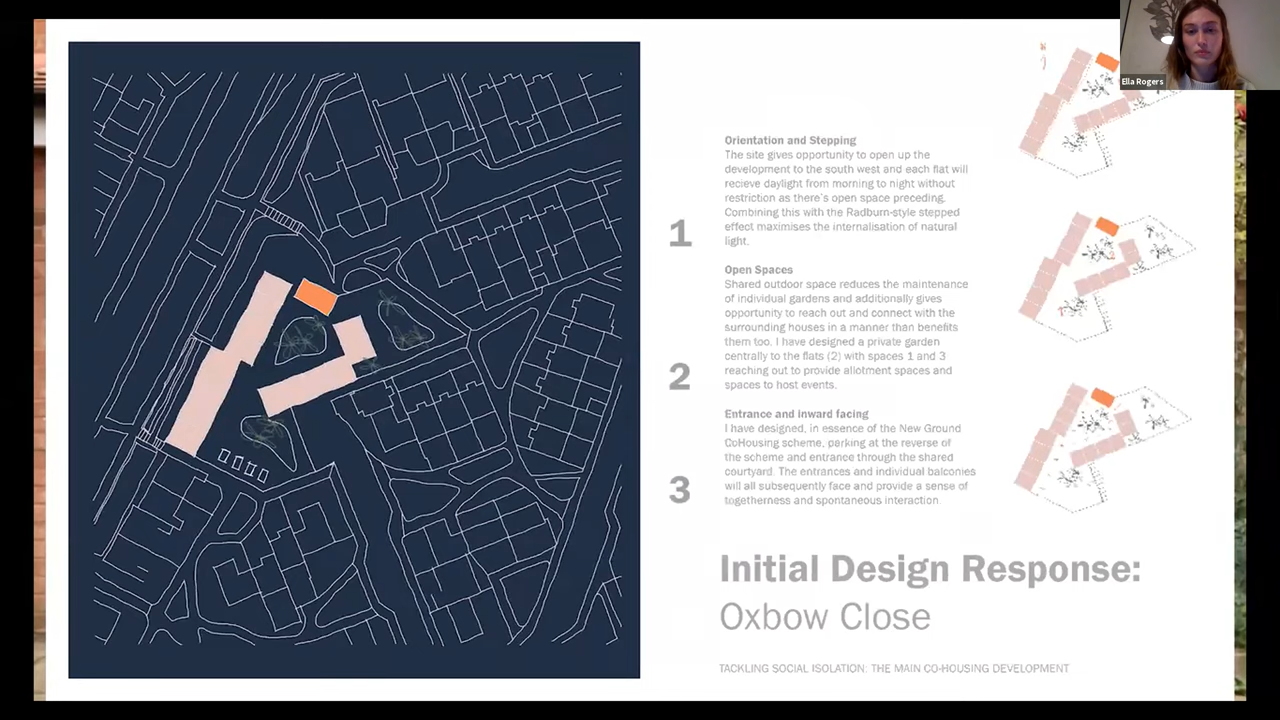 Ella Rogers
Orientation and Stepping
The site gives opportunity to open up the
development to the south west and each flat will
recieve daylight from morning to night without
restriction as there's open space preceding.
Combining this with the Radburn-style stepped
effect maximises the internalisation of natural
light.
1
Open Spaces
Shared outdoor space reduces the maintenance
of individual gardens and additionally gives
opportunity to reach out and connect with the
surrounding houses in a manner than benefits
them too. I have designed a private garden
centrally to the flats (2) with spaces 1 and 3
reaching out to provide allotment spaces and
spaces to host events.
2
Entrance and inward facing
I have designed, in essence of the New Ground
CoHousing scheme, parking at the reverse of
the scheme and entrance through the shared
courtyard. The entrances and individual balconies
will all subsequently face and provide a sense of
togetherness and spontaneous interaction.
3
Initial Design Response:
Oxbow Close
TACKLING SOCIAL ISOLATION: THE MAIN CO-HOUSING DEVELOPMENT